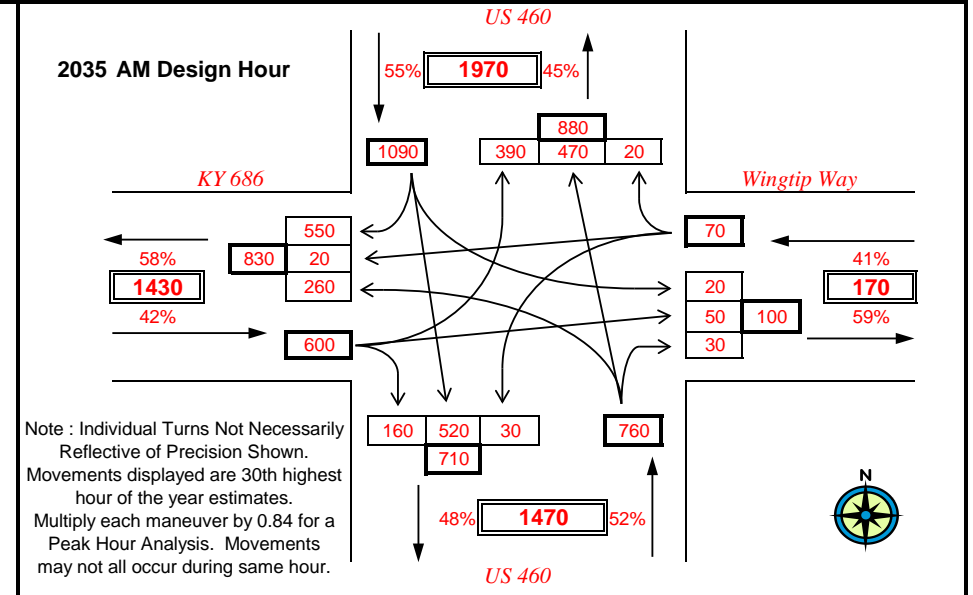 US 460
2035 AM Design Hour
55% 1970 45%
880
1090 390 470 20
KY 686 Wingtip Way
550
70
58% 830 20 41%
1430 260 20 170
42% 50 100 59%
600 30
160 520 30 760
710
Note : Individual Turns Not Necessarily
Reflective of Precision Shown.
Movements displayed are 30th highest
hour of the year estimates.
Multiply each maneuver by 0.84 for a
Peak Hour Analysis. Movements
may not all occur during same hour.
N
48% 1470 52%
US 460